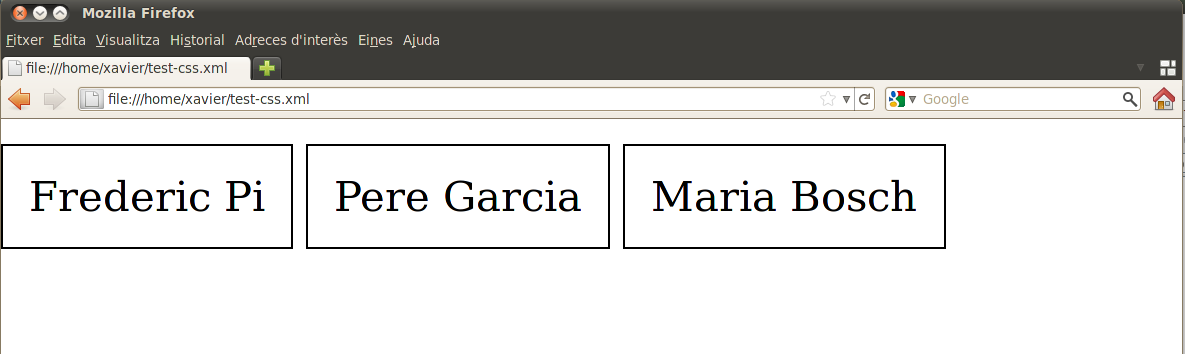 Mozilla Firefox
Fitxer Edita Visualitza Historial Adreces d'interès Eines Ajuda
file:///home/xavier/test-css.xml
file:///home/xavier/test-css.xml Google
Frederic Pi Pere Garcia Maria Bosch